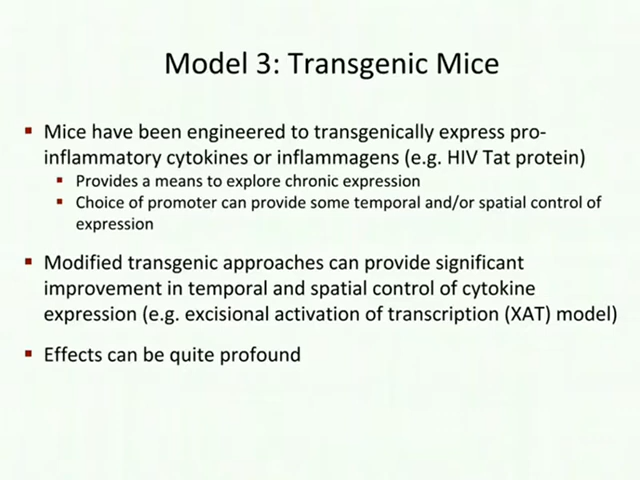 Model 3: Transgenic Mice
▪ Mice have been engineered to transgenically express pro-
inflammatory cytokines or inflammagens (e.g. HIV Tat protein)
▪ Provides a means to explore chronic expression
▪ Choice of promoter can provide some temporal and/or spatial control of
expression
▪ Modified transgenic approaches can provide significant
improvement in temporal and spatial control of cytokine
expression (e.g. excisional activation of transcription (XAT) model)
▪ Effects can be quite profound